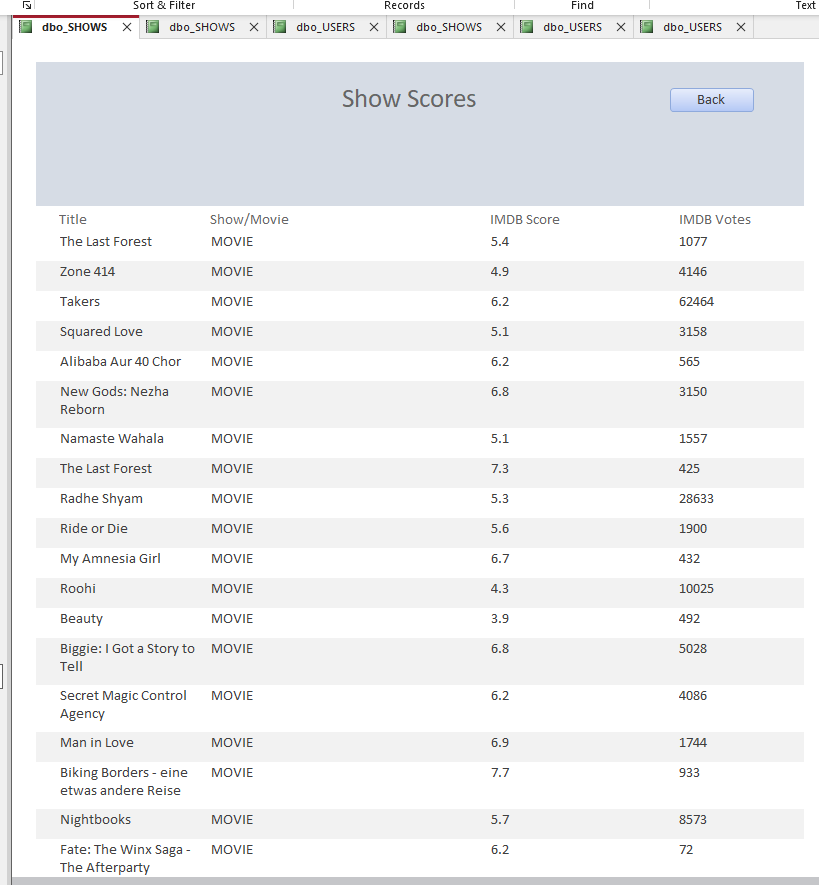 Sort & Filter Records Find Text
dbo_SHOWS dbo_SHOWS dbo_USERS dbo_SHOWS dbo_USERS dbo_USERS
Show Scores
Back
Title Show/Movie IMDB Score IMDB Votes
The Last Forest MOVIE 5.4 1077
Zone 414 MOVIE 4.9 4146
Takers MOVIE 6.2 62464
Squared Love MOVIE 5.1 3158
Alibaba Aur 40 Chor MOVIE 6.2 565
New Gods: Nezha MOVIE 6.8 3150
Reborn
Namaste Wahala MOVIE 5.1 1557
The Last Forest MOVIE 7.3 425
Radhe Shyam MOVIE 5.3 28633
Ride or Die MOVIE 5.6 1900
My Amnesia Girl MOVIE 6.7 432
Roohi MOVIE 4.3 10025
Beauty MOVIE 3.9 492
Biggie: I Got a Story to MOVIE 6.8 5028
Tell
Secret Magic Control MOVIE 6.2 4086
Agency
Man in Love MOVIE 6.9 1744
Biking Borders - eine MOVIE 7.7 933
etwas andere Reise
Nightbooks MOVIE 5.7 8573
Fate: The Winx Saga - MOVIE 6.2 72
The Afterparty